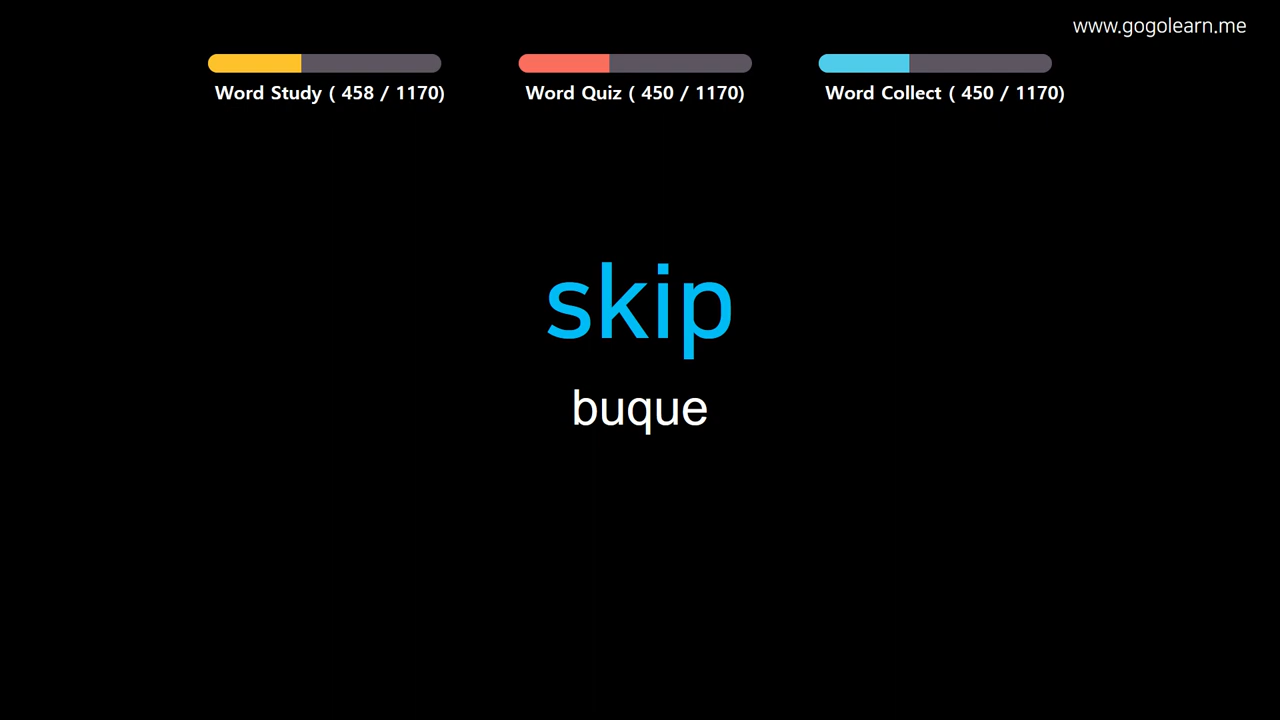 www.gogolearn.me
Word Study ( 458 / 1170)
Word Quiz ( 450 / 1170)
Word Collect ( 450 / 1170)
skip
buque